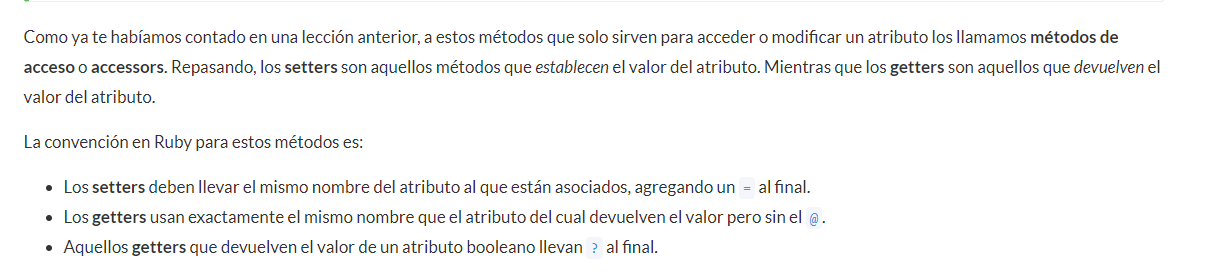 Como ya te habíamos contado en una lección anterior, a estos métodos que solo sirven para acceder o modificar un atributo los llamamos métodos de
acceso o accessors. Repasando, los setters son aquellos métodos que establecen el valor del atributo. Mientras que los getters son aquellos que devuelven el
valor del atributo.
La convención en Ruby para estos métodos es:
• Los setters deben llevar el mismo nombre del atributo al que están asociados, agregando un = al final.
• Los getters usan exactamente el mismo nombre que el atributo del cual devuelven el valor pero sin el @.
• Aquellos getters que devuelven el valor de un atributo booleano llevan ? al final.